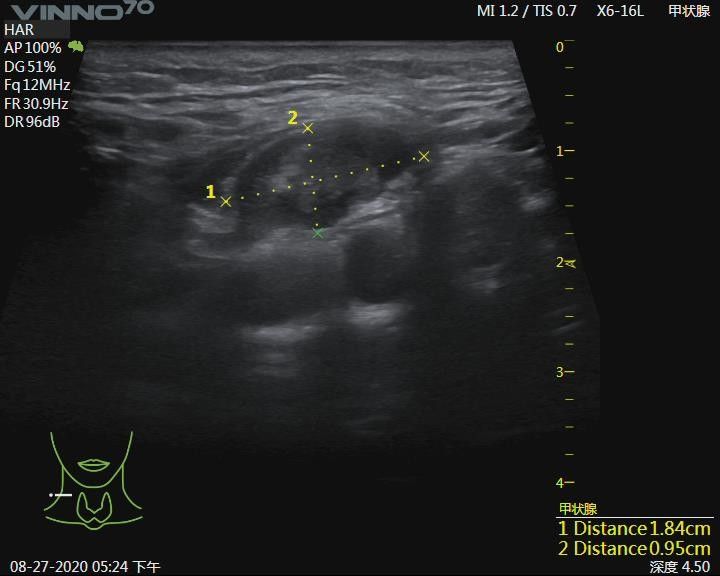 VINNO70
MI 1.2 / TIS 0.7 X6-16L 甲状腺
HAR
AP 100%
DG 51%
Fq 12MHz
FR 30.9Hz
DR 96dB
0
1
2
3
4
2
1
甲状腺
1 Distance 1.84cm
2 Distance 0.95cm
08-27-2020 05:24 下午
深度 4.50